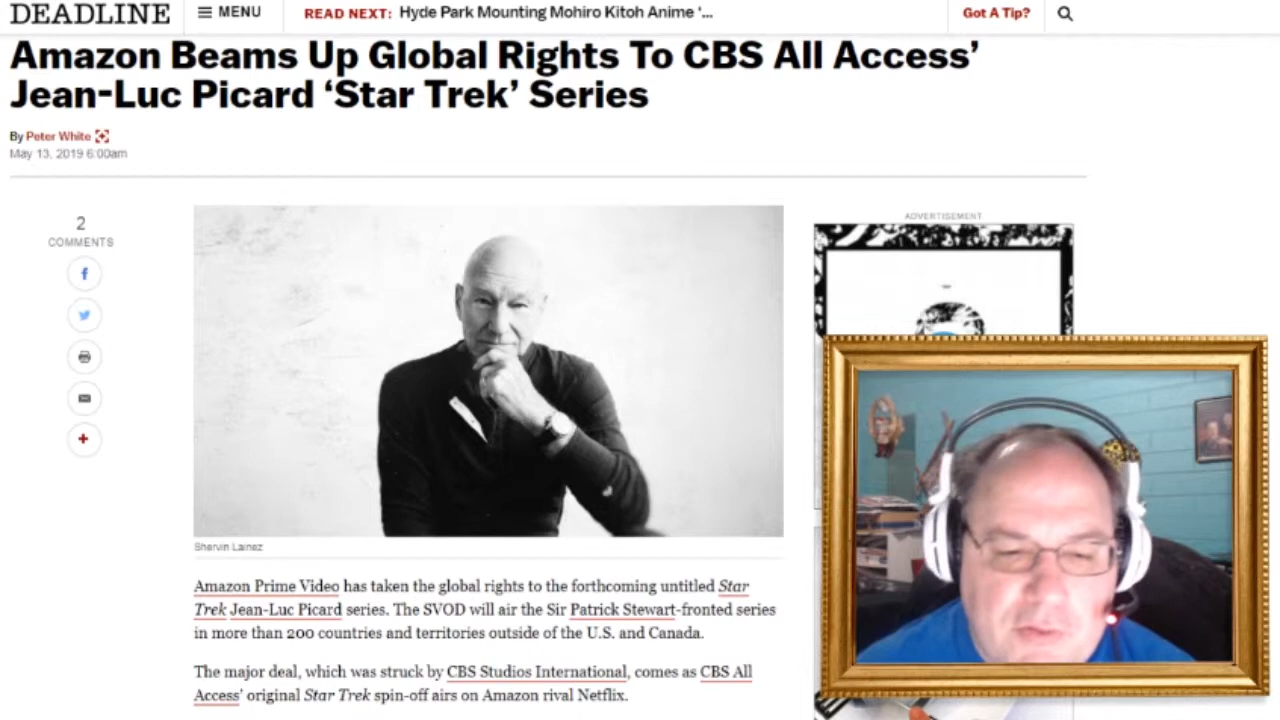 DEADLINE
MENU
READ NEXT: Hyde Park Mounting Mohiro Kitoh Anime '...
Got A Tip?
Amazon Beams Up Global Rights To CBS All Access'
Jean-Luc Picard 'Star Trek' Series
By Peter White
May 13, 2019 6:00am
2
COMMENTS
ADVERTISEMENT
Shervin Lainez
Amazon Prime Video has taken the global rights to the forthcoming untitled Star
Trek Jean-Luc Picard series. The SVOD will air the Sir Patrick Stewart-fronted series
in more than 200 countries and territories outside of the U.S. and Canada.
The major deal, which was struck by CBS Studios International, comes as CBS All
Access' original Star Trek spin-off airs on Amazon rival Netflix.